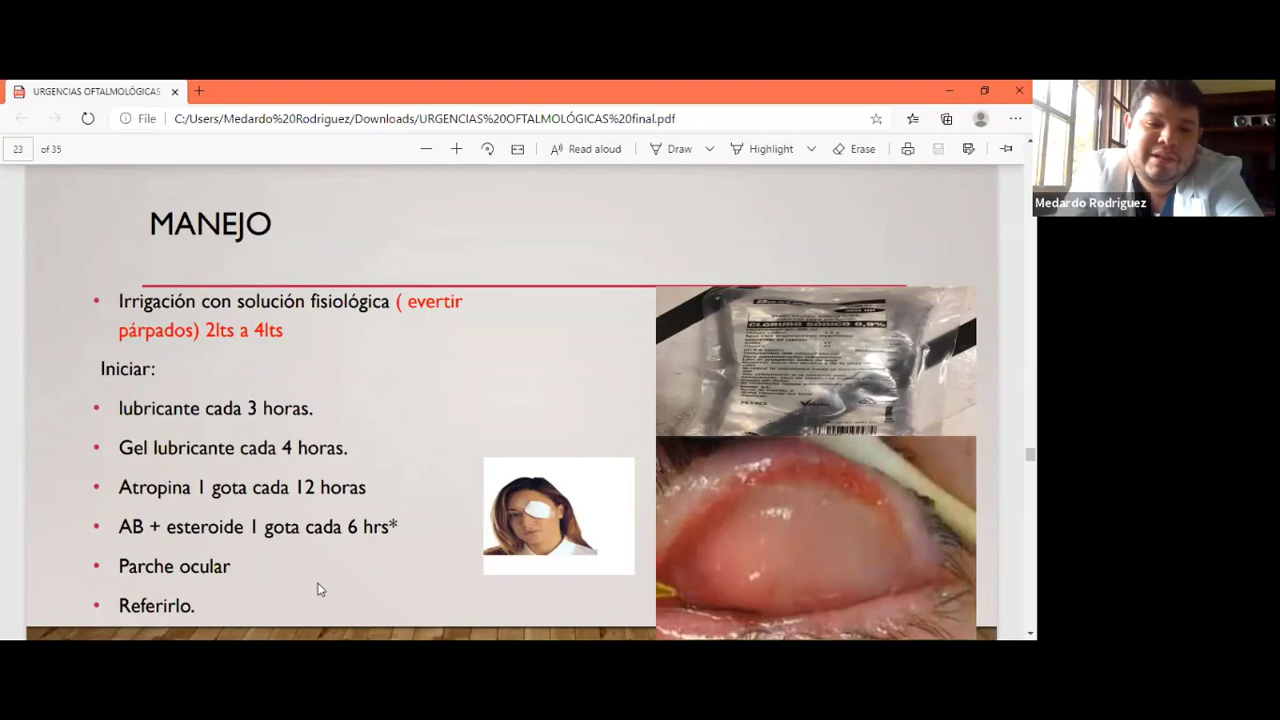 URGENCIAS OFTALMOLÓGICAS
File
C:/Users/Medardo%20Rodriguez/Downloads/URGENCIAS%20OFTALMOLÓGICAS%20final.pdf
23 of 35
Read aloud
Draw
Highlight
Erase
Medardo Rodriguez
MANEJO
• Irrigación con solución fisiológica ( evertir
párpados) 2lts a 4lts
Iniciar:
• lubricante cada 3 horas.
• Gel lubricante cada 4 horas.
• Atropina 1 gota cada 12 horas
• AB + esteroide 1 gota cada 6 hrs*
• Parche ocular
• Referirlo.
CLORURO SÓDICO 0,9%